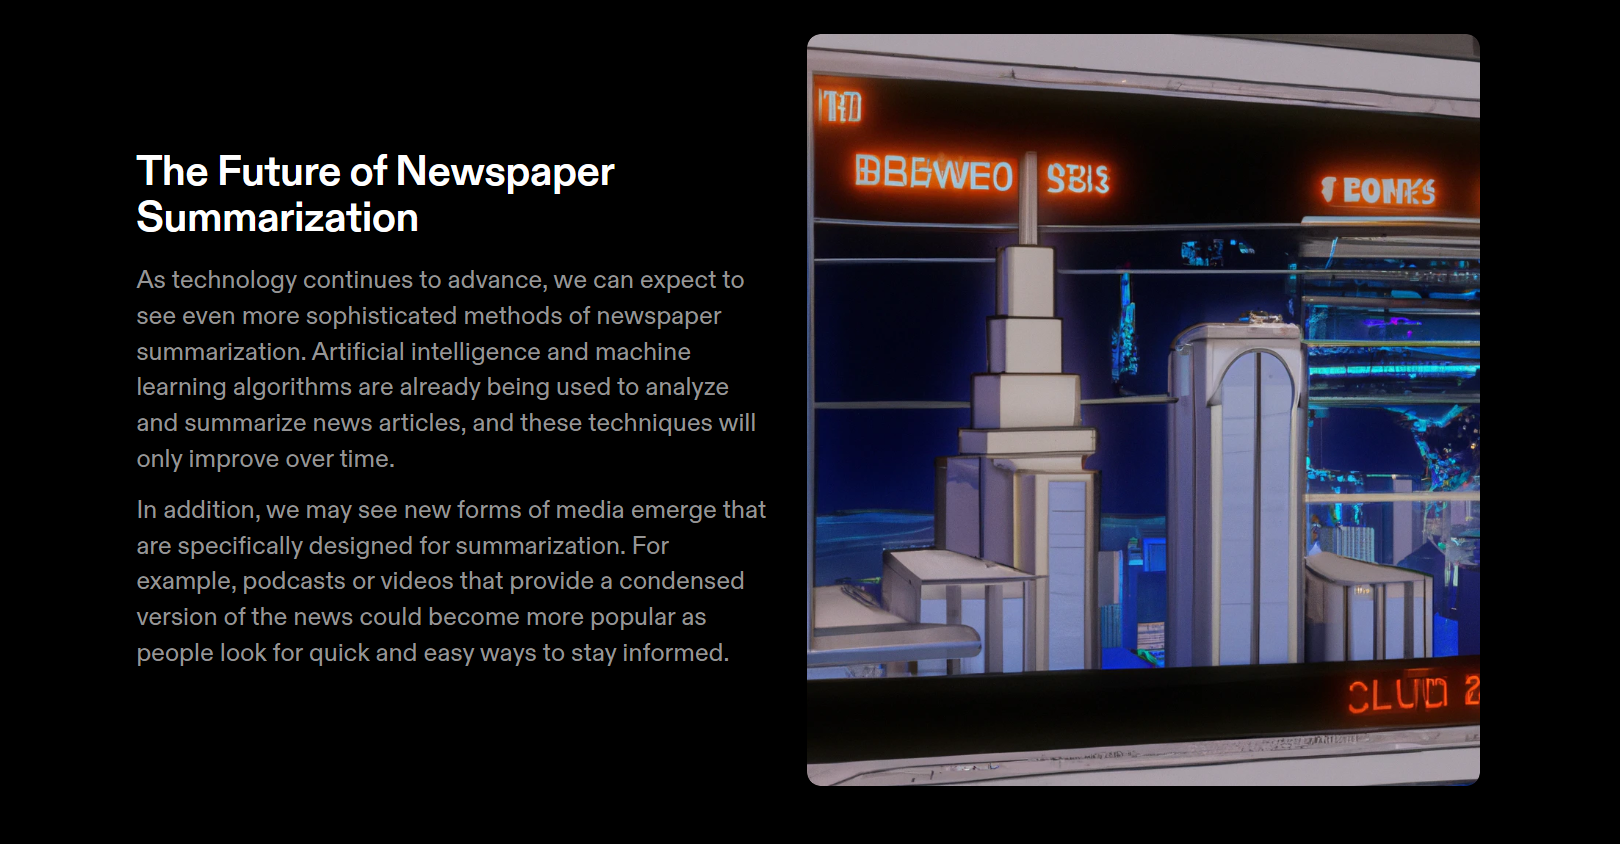 The Future of Newspaper
Summarization
As technology continues to advance, we can expect to
see even more sophisticated methods of newspaper
summarization. Artificial intelligence and machine
learning algorithms are already being used to analyze
and summarize news articles, and these techniques will
only improve over time.
In addition, we may see new forms of media emerge that
are specifically designed for summarization. For
example, podcasts or videos that provide a condensed
version of the news could become more popular as
people look for quick and easy ways to stay informed.